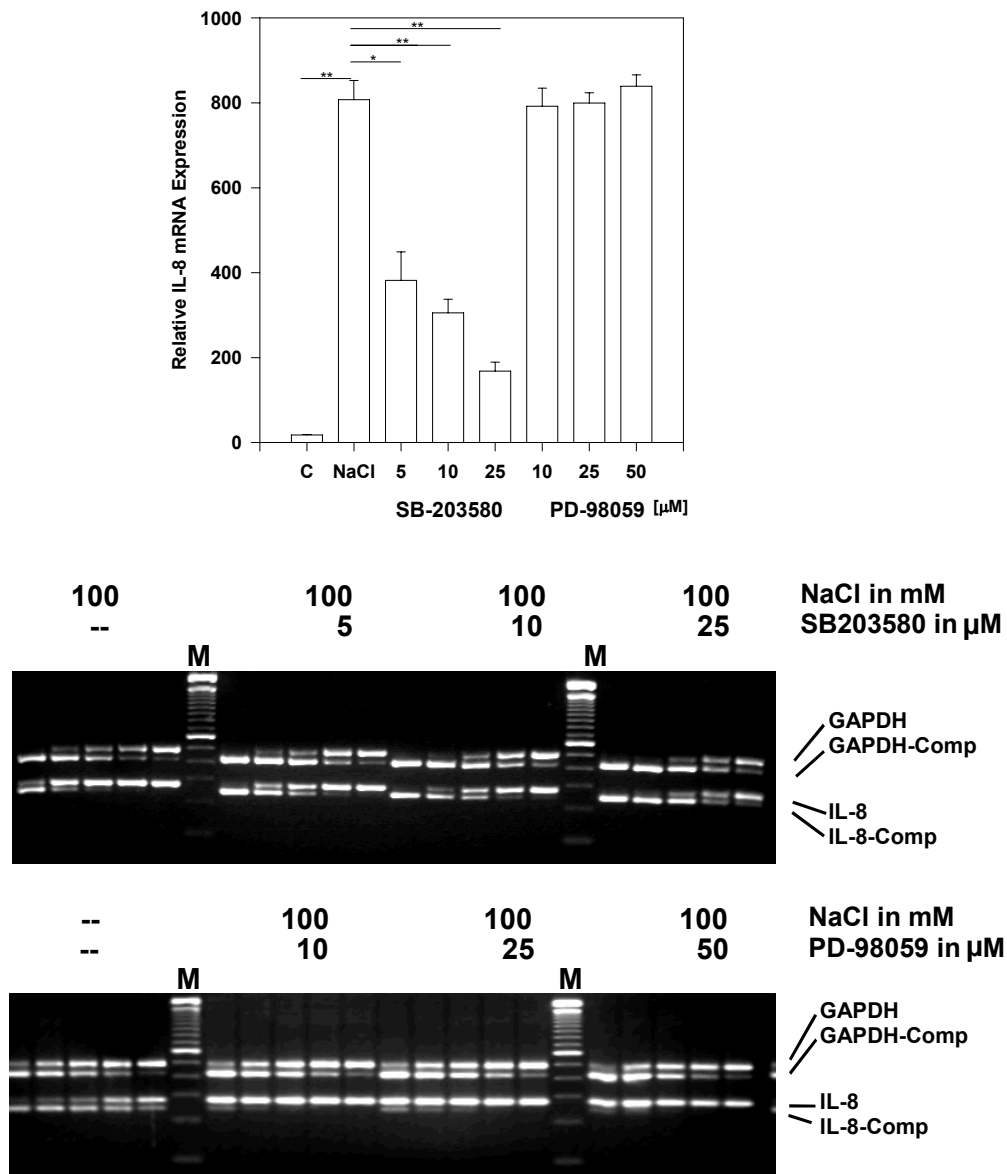 1000
800
600
400
200
0
Relative IL-8 mRNA Expression
**
**
*
**
C NaCl 5 10 25 10 25 50
SB-203580 PD-98059 [µM]
100 100 100 100 NaCl in mM
-- 5 10 25 SB203580 in µM
M M
GAPDH
GAPDH-Comp
IL-8
IL-8-Comp
-- 100 100 100 NaCl in mM
-- 10 25 50 PD-98059 in µM
M M
GAPDH
GAPDH-Comp
IL-8
IL-8-Comp